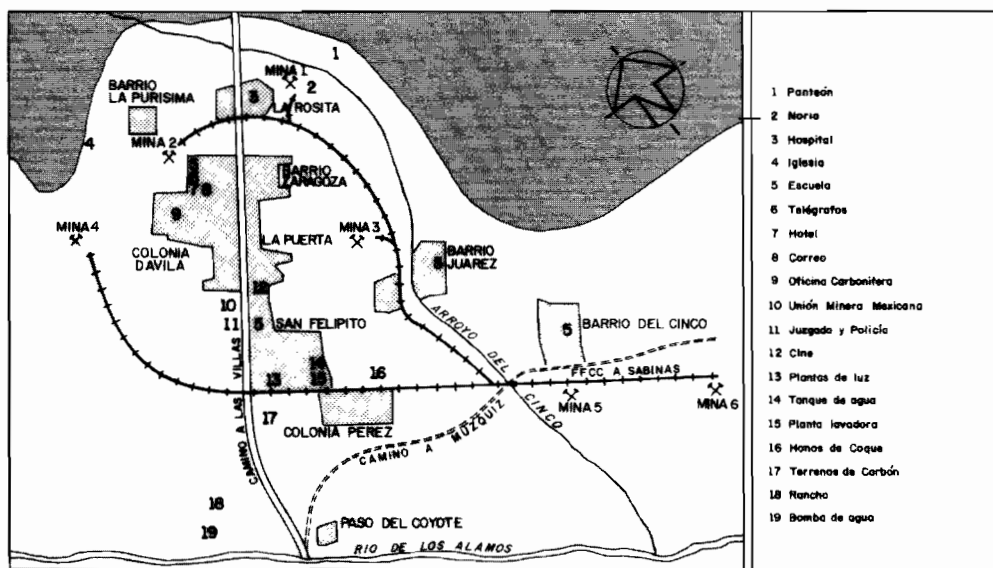 1
MINA 1
2
BARRIO
LA PURISIMA
3
LA ROSITA
4
MINA 2
BARRIO
ZARAGOZA
7
8
9
MINA 4
LA PUERTA
MINA 3
COLONIA
DAVILA
BARRIO
JUAREZ
12
10
11
5
SAN FELIPITO
ARROYO DEL CINCO
5
BARRIO DEL CINCO
CAMINO A LAS VILLAS
14
13
15
16
FFCC A SABINAS
17
COLONIA PEREZ
MINA 5
MINA 6
CAMINO A MUZQUIZ
18
19
PASO DEL COYOTE
RIO DE LOS ALAMOS
1 Panteón
2 Noria
3 Hospital
4 Iglesia
5 Escuela
6 Telégrafos
7 Hotel
8 Correo
9 Oficina Carbonífera
10 Unión Minera Mexicana
11 Juzgado y Policía
12 Cine
13 Plantas de luz
14 Tanque de agua
15 Planta lavadora
16 Hornos de Coque
17 Terrenos de Carbón
18 Rancho
19 Bomba de agua